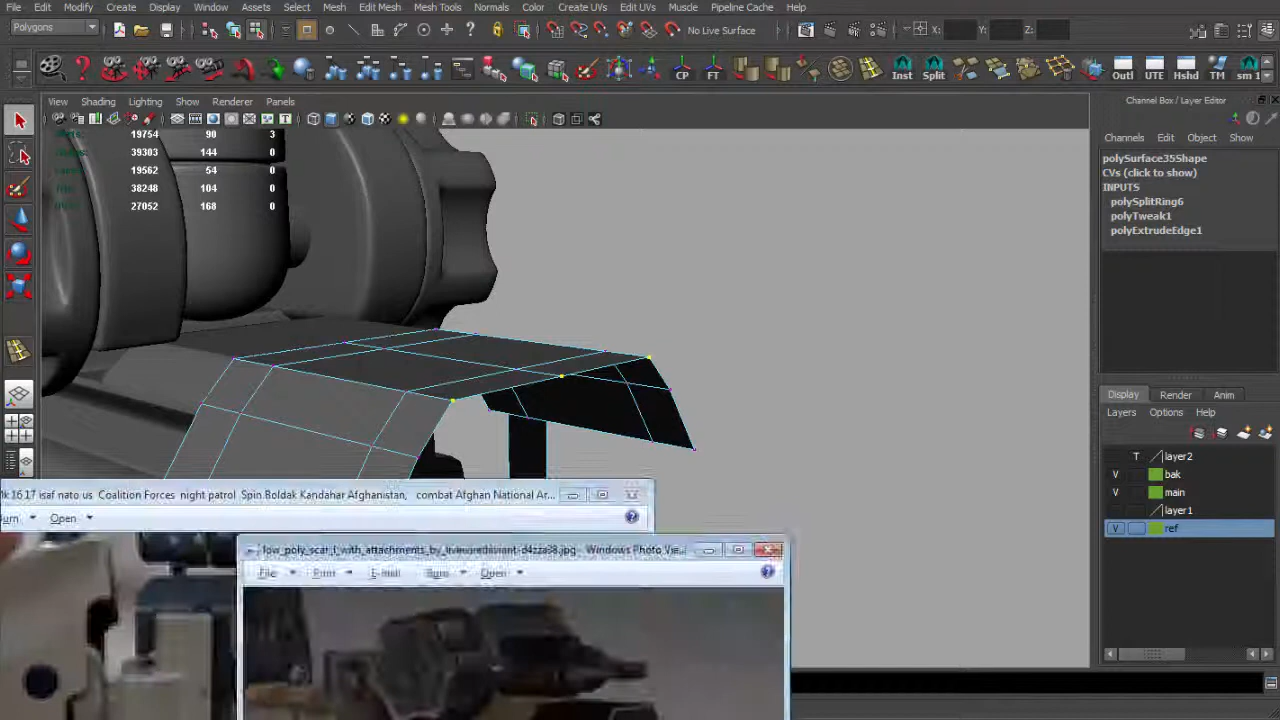 File Edit Modify Create Display Window Assets Select Mesh Edit Mesh Mesh Tools Normals Color Create UVs Edit UVs Muscle Pipeline Cache Help
Polygons No Live Surface X: Y: Z:
CP FT Inst Split Outl UTE Hshd TM sm 1
View Shading Lighting Show Renderer Panels
Channel Box / Layer Editor
Channels Edit Object Show
19754 90 3
39303 144 0
19562 54 0
38248 104 0
27052 168 0
polySurface35Shape
CVs (click to show)
INPUTS
polySplitRing6
polyTweak1
polyExtrudeEdge1
Display Render Anim
Layers Options Help
T layer2
V bak
V main
layer1
V ref
16 17 isaf nato us Coalition Forces night patrol Spin Boldak Kandahar Afghanistan, combat Afghan National Ar...
Open
- Windows Photo Vie...
File Print E-mail Burn Open